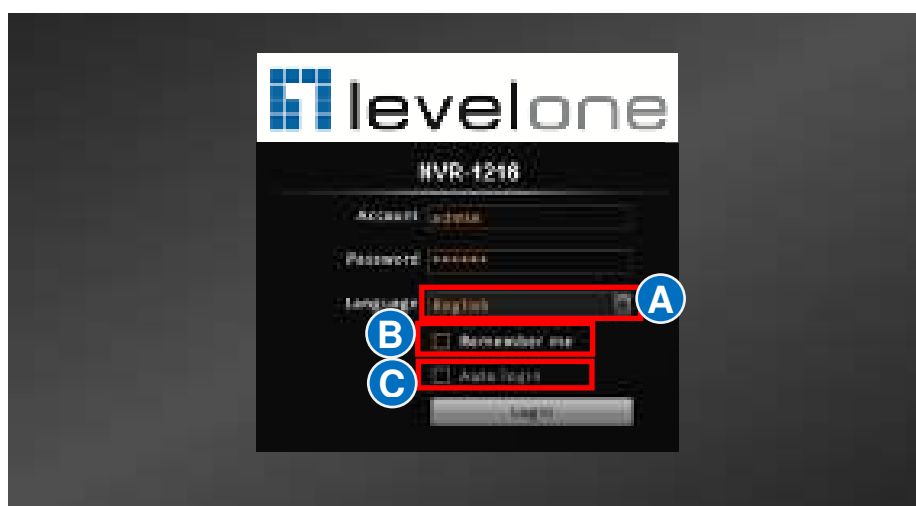 levelone
NVR-1216
Account admin
Password ******
Language English
A
B
Remember me
C
Auto login
Login